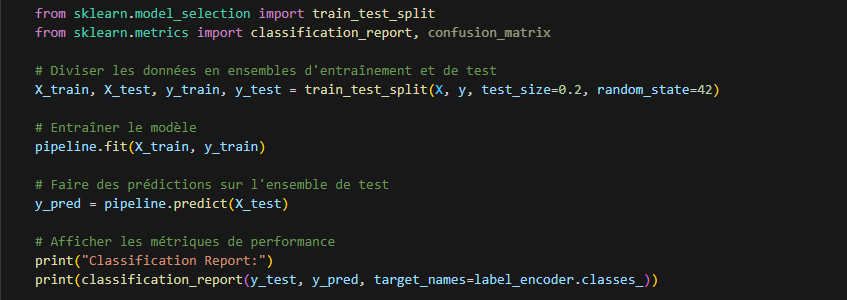 from sklearn.model_selection import train_test_split
from sklearn.metrics import classification_report, confusion_matrix
# Diviser les données en ensembles d'entraînement et de test
X_train, X_test, y_train, y_test = train_test_split(X, y, test_size=0.2, random_state=42)
# Entraîner le modèle
pipeline.fit(X_train, y_train)
# Faire des prédictions sur l'ensemble de test
y_pred = pipeline.predict(X_test)
# Afficher les métriques de performance
print("Classification Report:")
print(classification_report(y_test, y_pred, target_names=label_encoder.classes_))